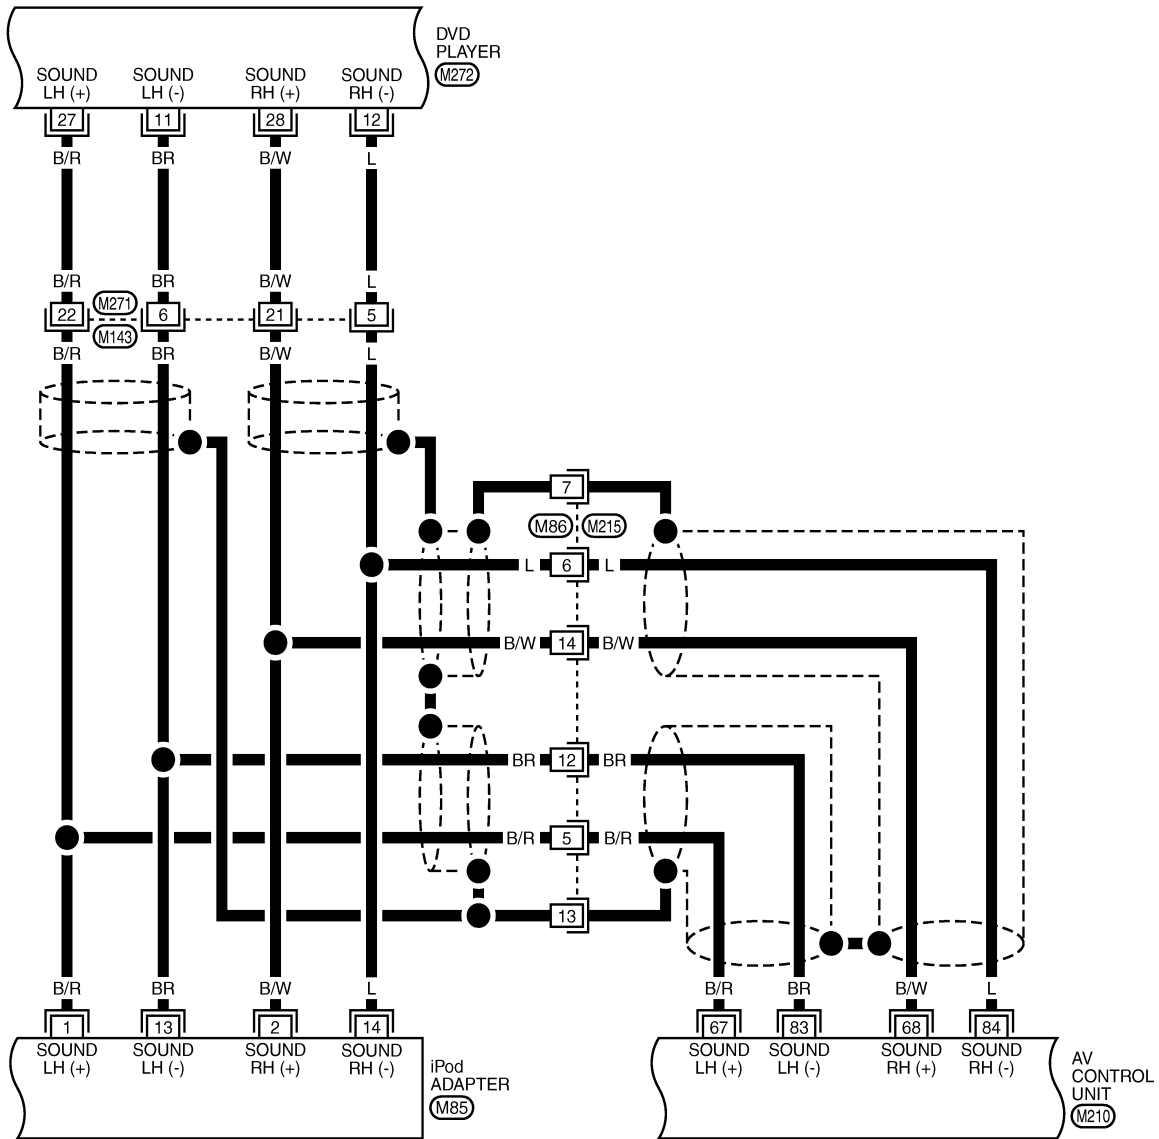 DVD
PLAYER
M272
SOUND LH (+)
SOUND LH (-)
SOUND RH (+)
SOUND RH (-)
27 11 28 12
B/R BR B/W L
B/R BR B/W L
M271
22 6 21 5
M143
B/R BR B/W L
7
M86 M215
L 6 L
B/W 14 B/W
BR 12 BR
B/R 5 B/R
13
B/R BR B/W L
B/R BR B/W L
1 13 2 14
67 83 68 84
SOUND LH (+)
SOUND LH (-)
SOUND RH (+)
SOUND RH (-)
iPod
ADAPTER
M85
SOUND LH (+)
SOUND LH (-)
SOUND RH (+)
SOUND RH (-)
AV
CONTROL
UNIT
M210